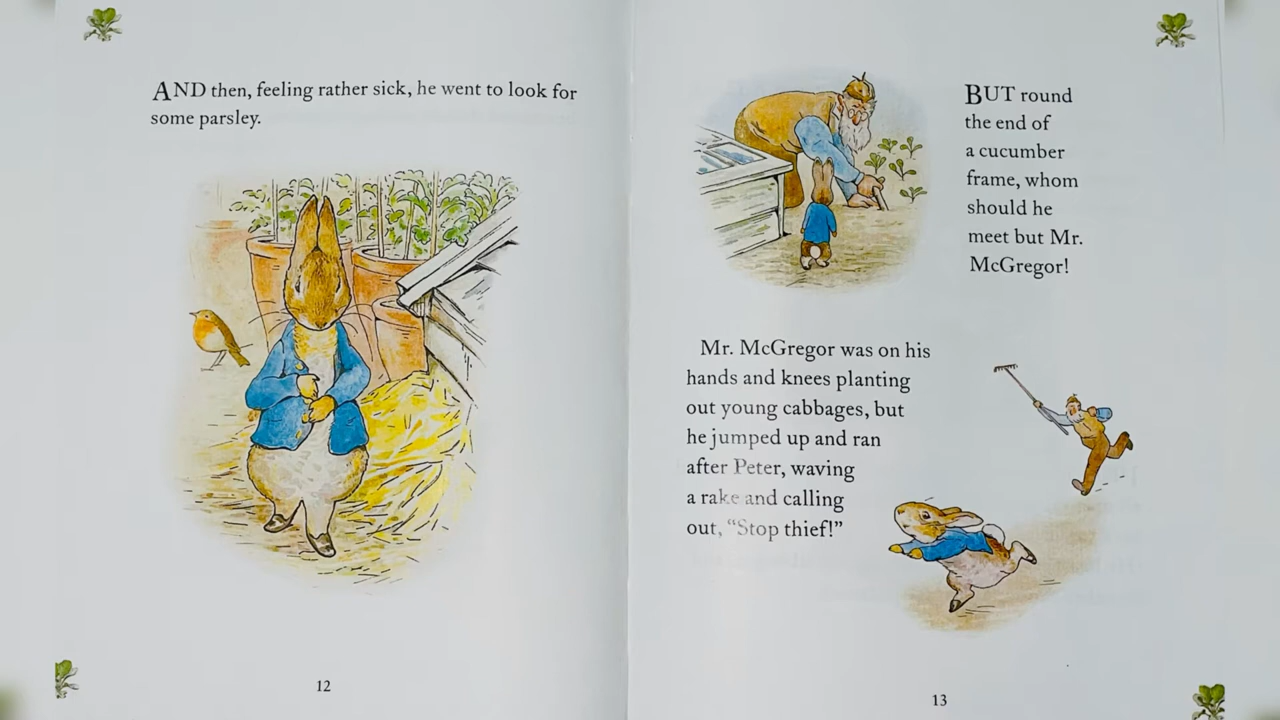 AND then, feeling rather sick, he went to look for
some parsley.
12
BUT round
the end of
a cucumber
frame, whom
should he
meet but Mr.
McGregor!
Mr. McGregor was on his
hands and knees planting
out young cabbages, but
he jumped up and ran
after Peter, waving
a rake and calling
out, “Stop thief!”
13